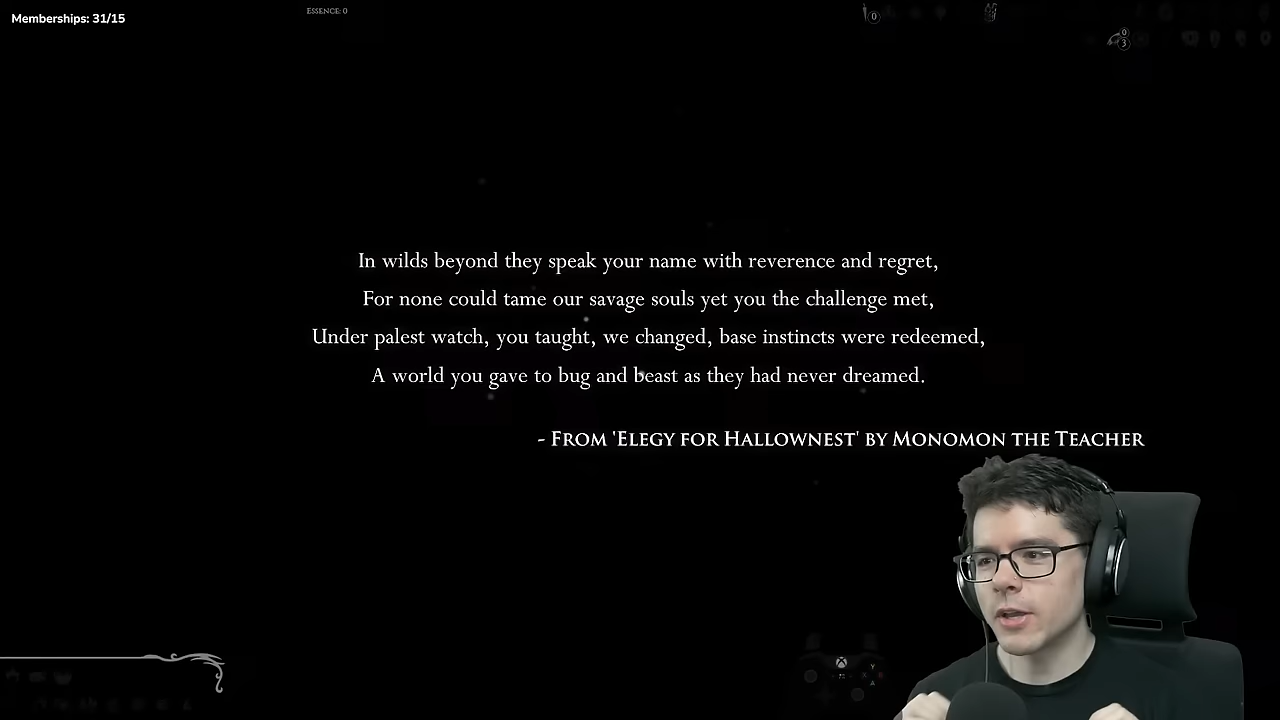 Memberships: 31/15
ESSENCE: 0
0
0
3
In wilds beyond they speak your name with reverence and regret,
For none could tame our savage souls yet you the challenge met,
Under palest watch, you taught, we changed, base instincts were redeemed,
A world you gave to bug and beast as they had never dreamed.
- FROM 'ELEGY FOR HALLOWNEST' BY MONOMON THE TEACHER
Y
X B
A